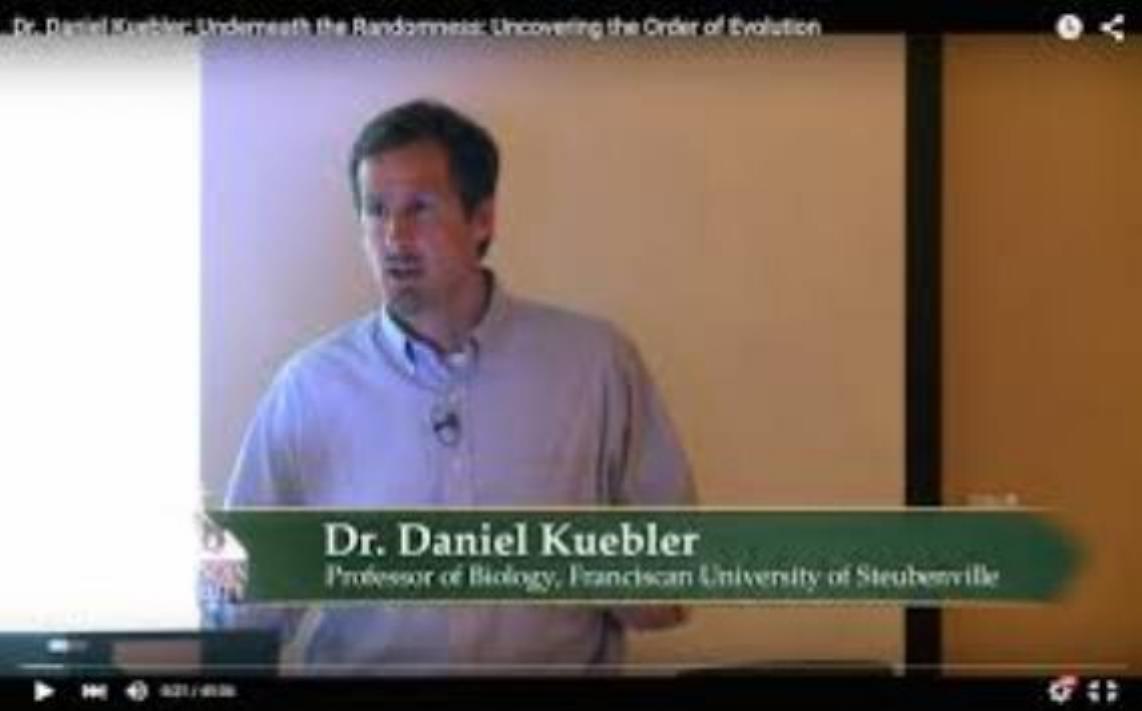 Dr. Daniel Kuebler: Underneath the Randomness: Uncovering the Order of Evolution
Dr. Daniel Kuebler
Professor of Biology, Franciscan University of Steubenville